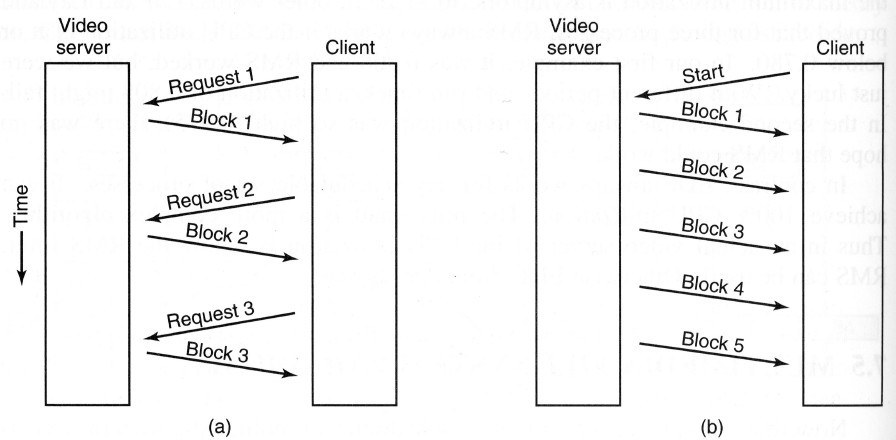 Video
server
Client
Request 1
Block 1
Request 2
Block 2
Request 3
Block 3
Time
(a)
Video
server
Client
Start
Block 1
Block 2
Block 3
Block 4
Block 5
(b)